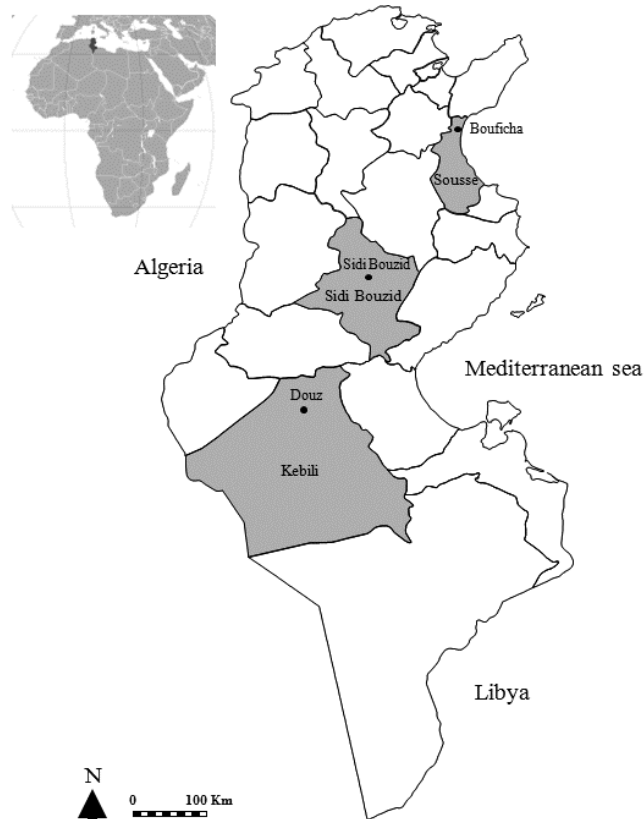 Bouficha
Sousse
Algeria
Sidi Bouzid
Sidi Bouzid
Mediterranean sea
Douz
Kebili
Libya
N
0 100 Km